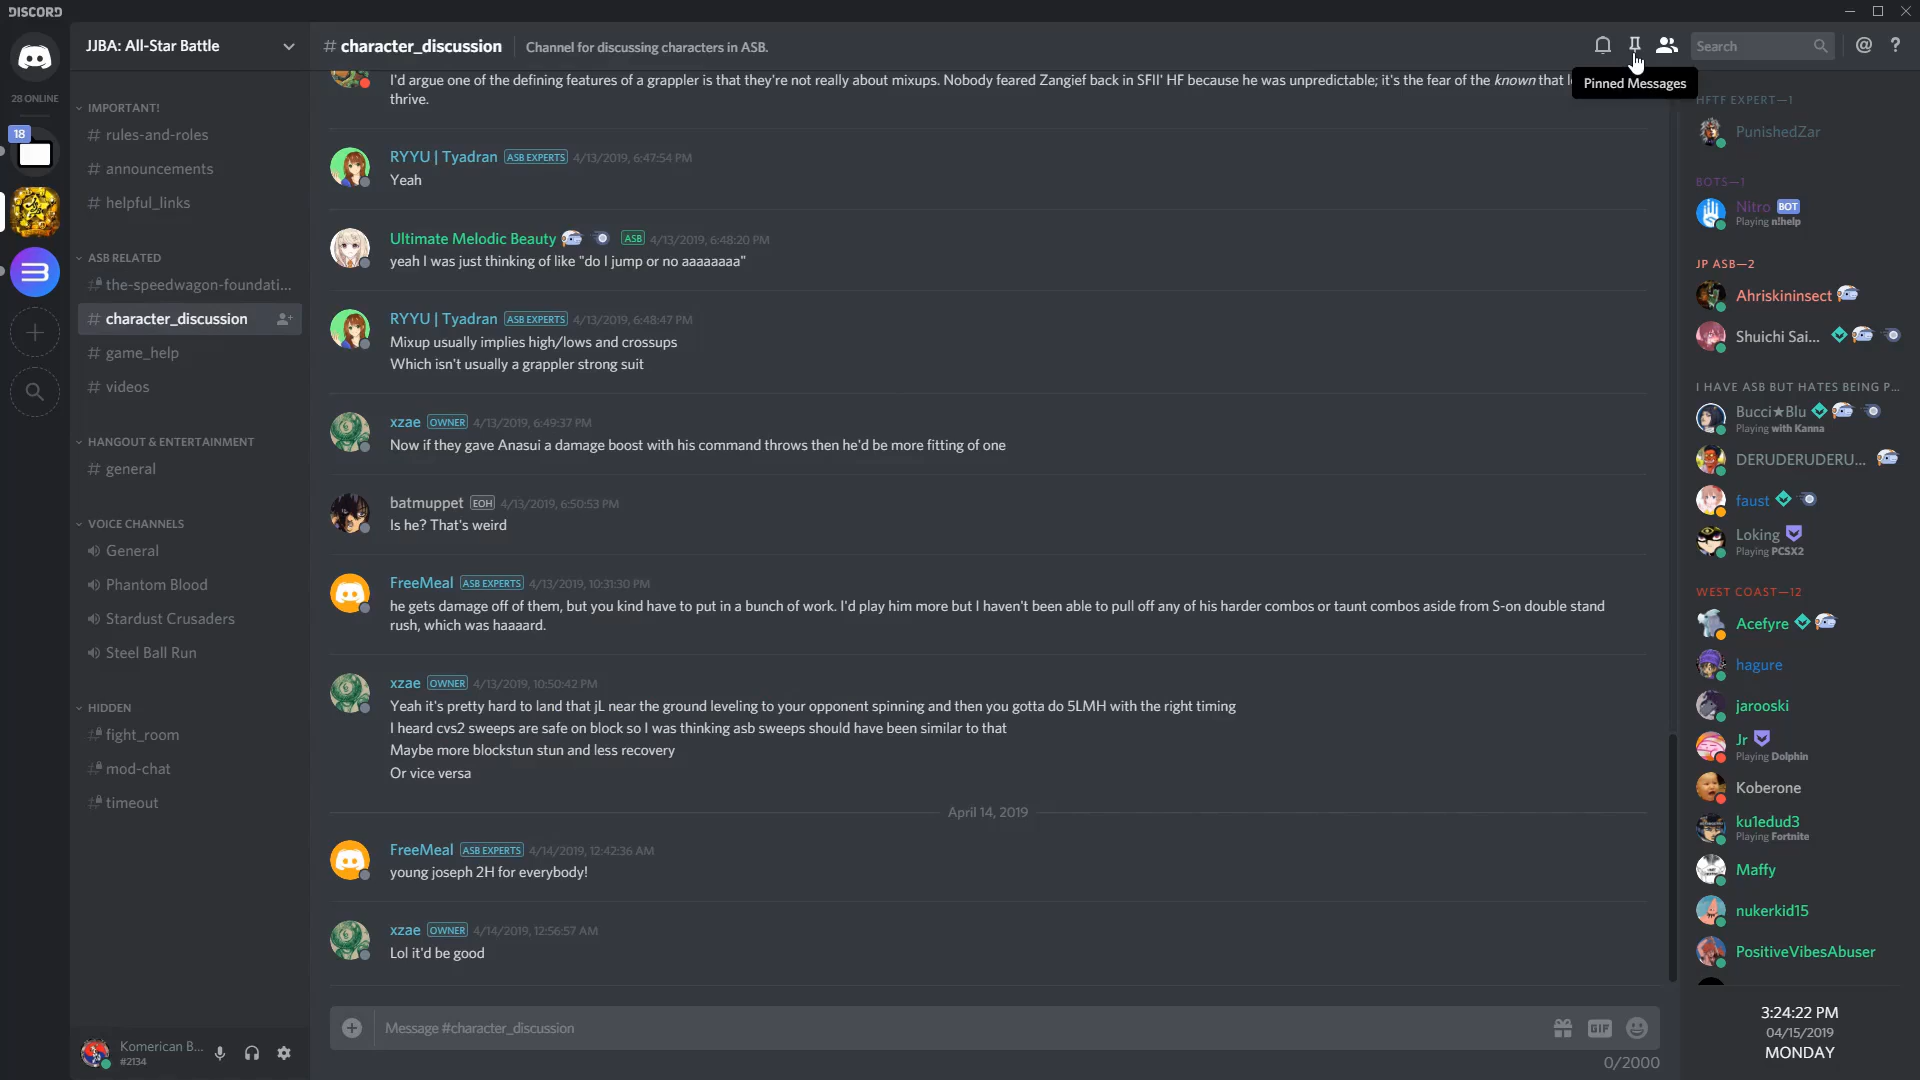 DISCORD
JJBA: All-Star Battle
# character_discussion
Channel for discussing characters in ASB.
Search
@ ?
Pinned Messages
28 ONLINE
18
IMPORTANT!
# rules-and-roles
# announcements
# helpful_links
ASB RELATED
# the-speedwagon-foundati...
# character_discussion
# game_help
# videos
HANGOUT & ENTERTAINMENT
# general
VOICE CHANNELS
General
Phantom Blood
Stardust Crusaders
Steel Ball Run
HIDDEN
# fight_room
# mod-chat
# timeout
Komerican B...
#2134
I'd argue one of the defining features of a grappler is that they're not really about mixups. Nobody feared Zangief back in SFII' HF because he was unpredictable; it's the fear of the known that
thrive.
RYYU | Tyadran ASB EXPERTS 4/13/2019, 6:47:54 PM
Yeah
Ultimate Melodic Beauty ASB 4/13/2019, 6:48:20 PM
yeah I was just thinking of like "do I jump or no aaaaaaaa"
RYYU | Tyadran ASB EXPERTS 4/13/2019, 6:48:47 PM
Mixup usually implies high/lows and crossups
Which isn't usually a grappler strong suit
xzae OWNER 4/13/2019, 6:49:37 PM
Now if they gave Anasui a damage boost with his command throws then he'd be more fitting of one
batmuppet EOH 4/13/2019, 6:50:53 PM
Is he? That's weird
FreeMeal ASB EXPERTS 4/13/2019, 10:31:30 PM
he gets damage off of them, but you kind have to put in a bunch of work. I'd play him more but I haven't been able to pull off any of his harder combos or taunt combos aside from S-on double stand
rush, which was haaaard.
xzae OWNER 4/13/2019, 10:50:42 PM
Yeah it's pretty hard to land that jL near the ground leveling to your opponent spinning and then you gotta do 5LMH with the right timing
I heard cvs2 sweeps are safe on block so I was thinking asb sweeps should have been similar to that
Maybe more blockstun stun and less recovery
Or vice versa
April 14, 2019
FreeMeal ASB EXPERTS 4/14/2019, 12:42:36 AM
young joseph 2H for everybody!
xzae OWNER 4/14/2019, 12:56:57 AM
Lol it'd be good
Message #character_discussion
GIF
0/2000
HFTF EXPERT—1
PunishedZar
BOTS—1
Nitro BOT
Playing n!help
JP ASB—2
Ahriskininsect
Shuichi Sai...
I HAVE ASB BUT HATES BEING P...
Bucci★Blu
Playing with Kanna
DERUDERUDERU...
faust
Loking
Playing PCSX2
WEST COAST—12
Acefyre
hagure
jarooski
Jr
Playing Dolphin
Koberone
ku1edud3
Playing Fortnite
Maffy
nukerkid15
PositiveVibesAbuser
3:24:22 PM
04/15/2019
MONDAY